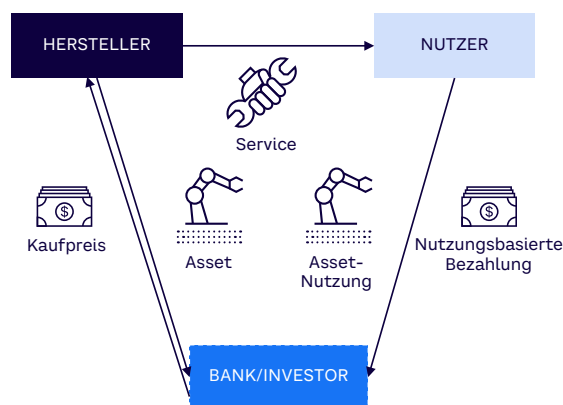 HERSTELLER
NUTZER
Service
$
Kaufpreis
Asset
Asset-
Nutzung
$
Nutzungsbasierte
Bezahlung
BANK/INVESTOR